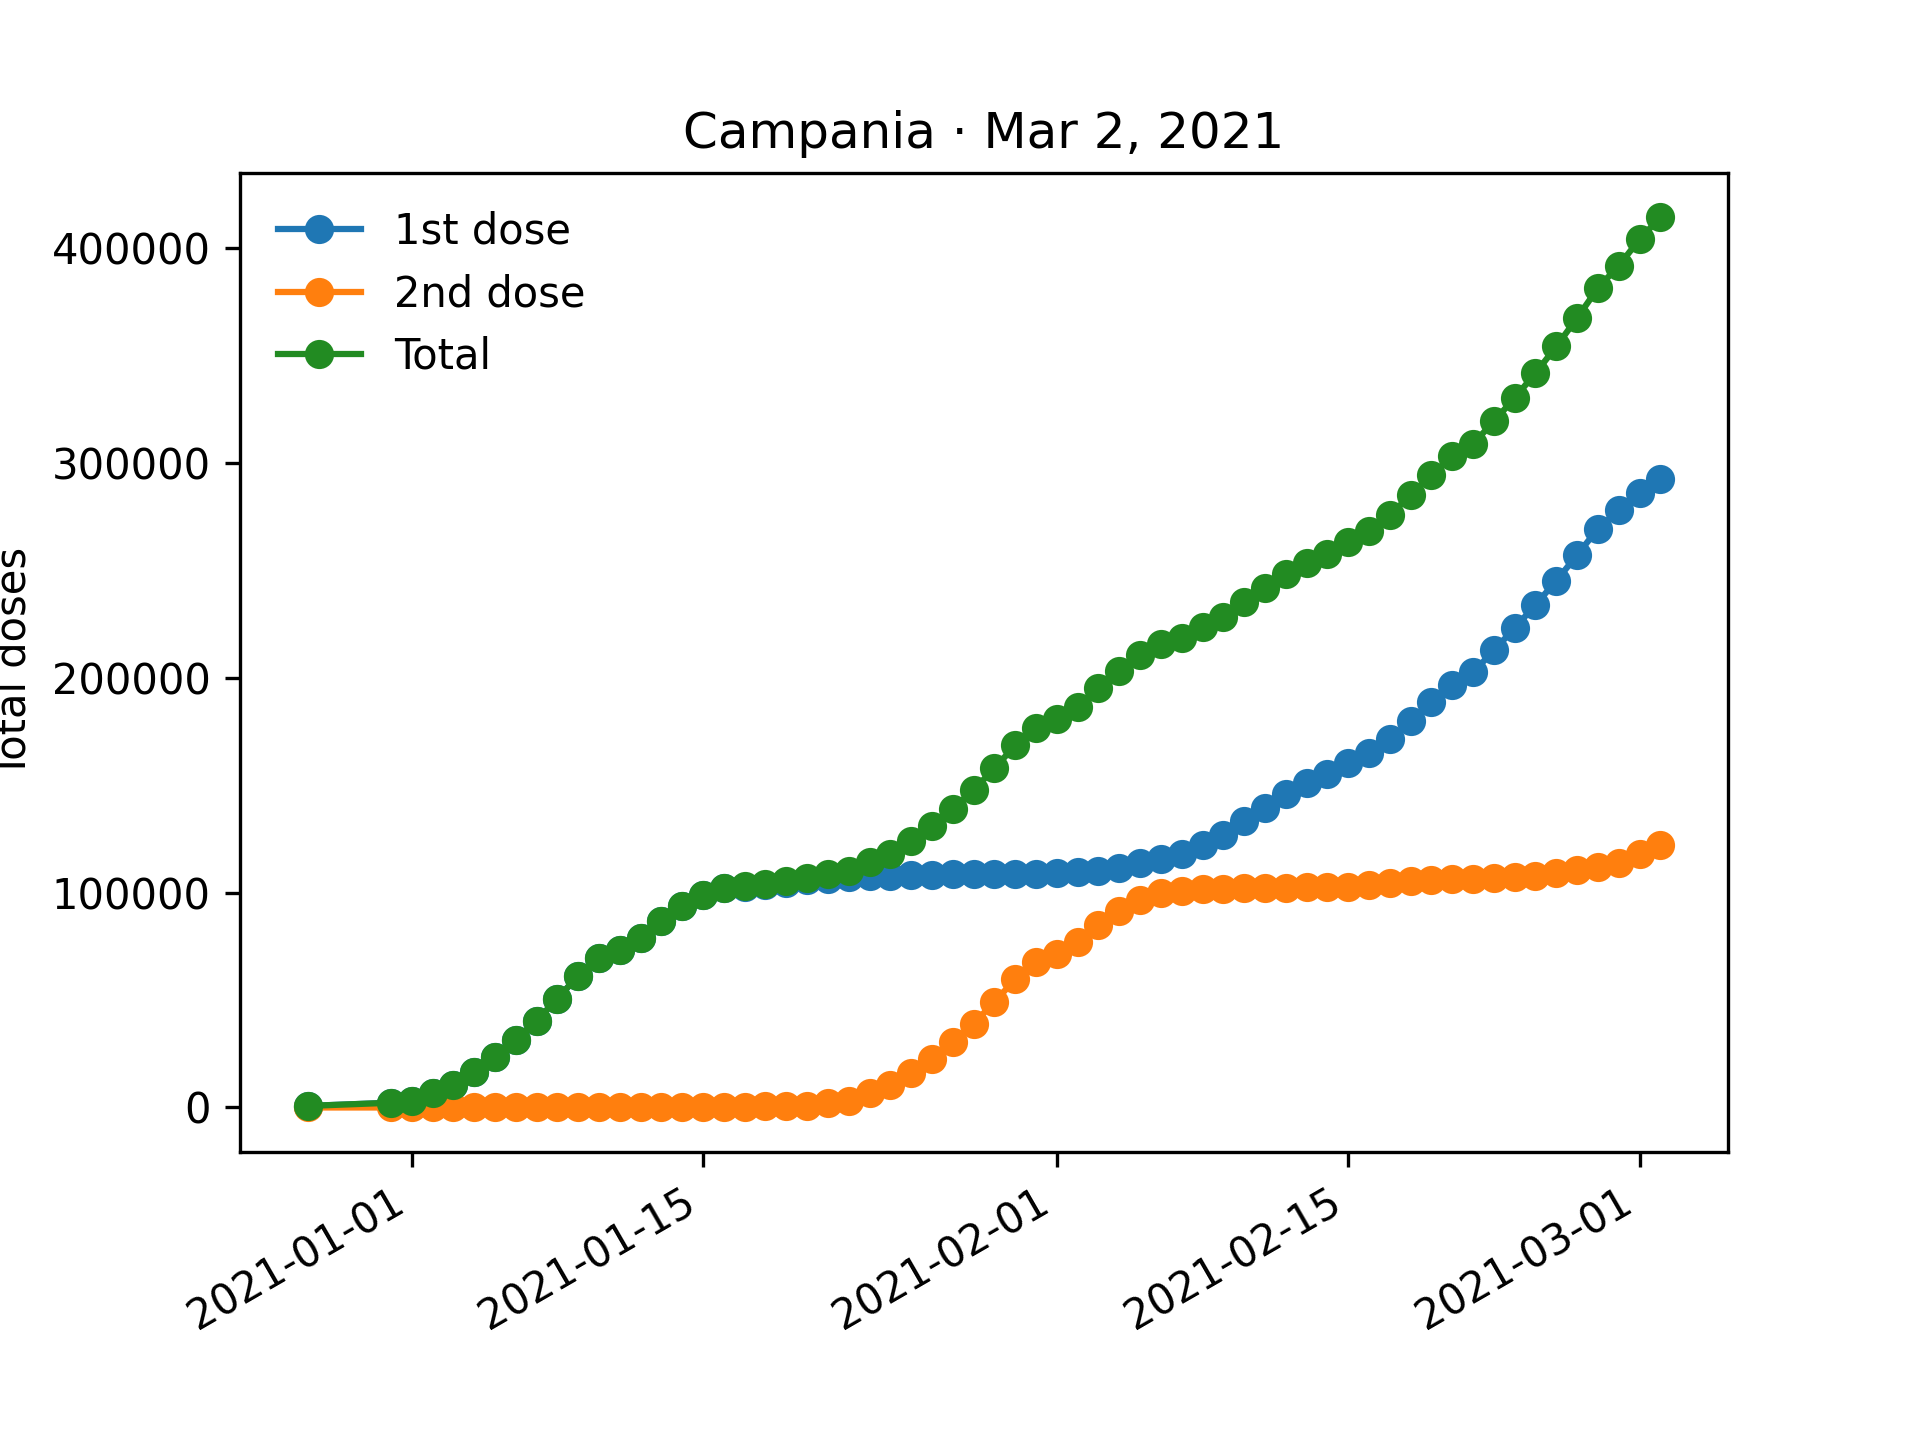 Campania · Mar 2, 2021
1st dose
2nd dose
Total
400000
300000
200000
100000
0
Total doses
2021-01-01
2021-01-15
2021-02-01
2021-02-15
2021-03-01